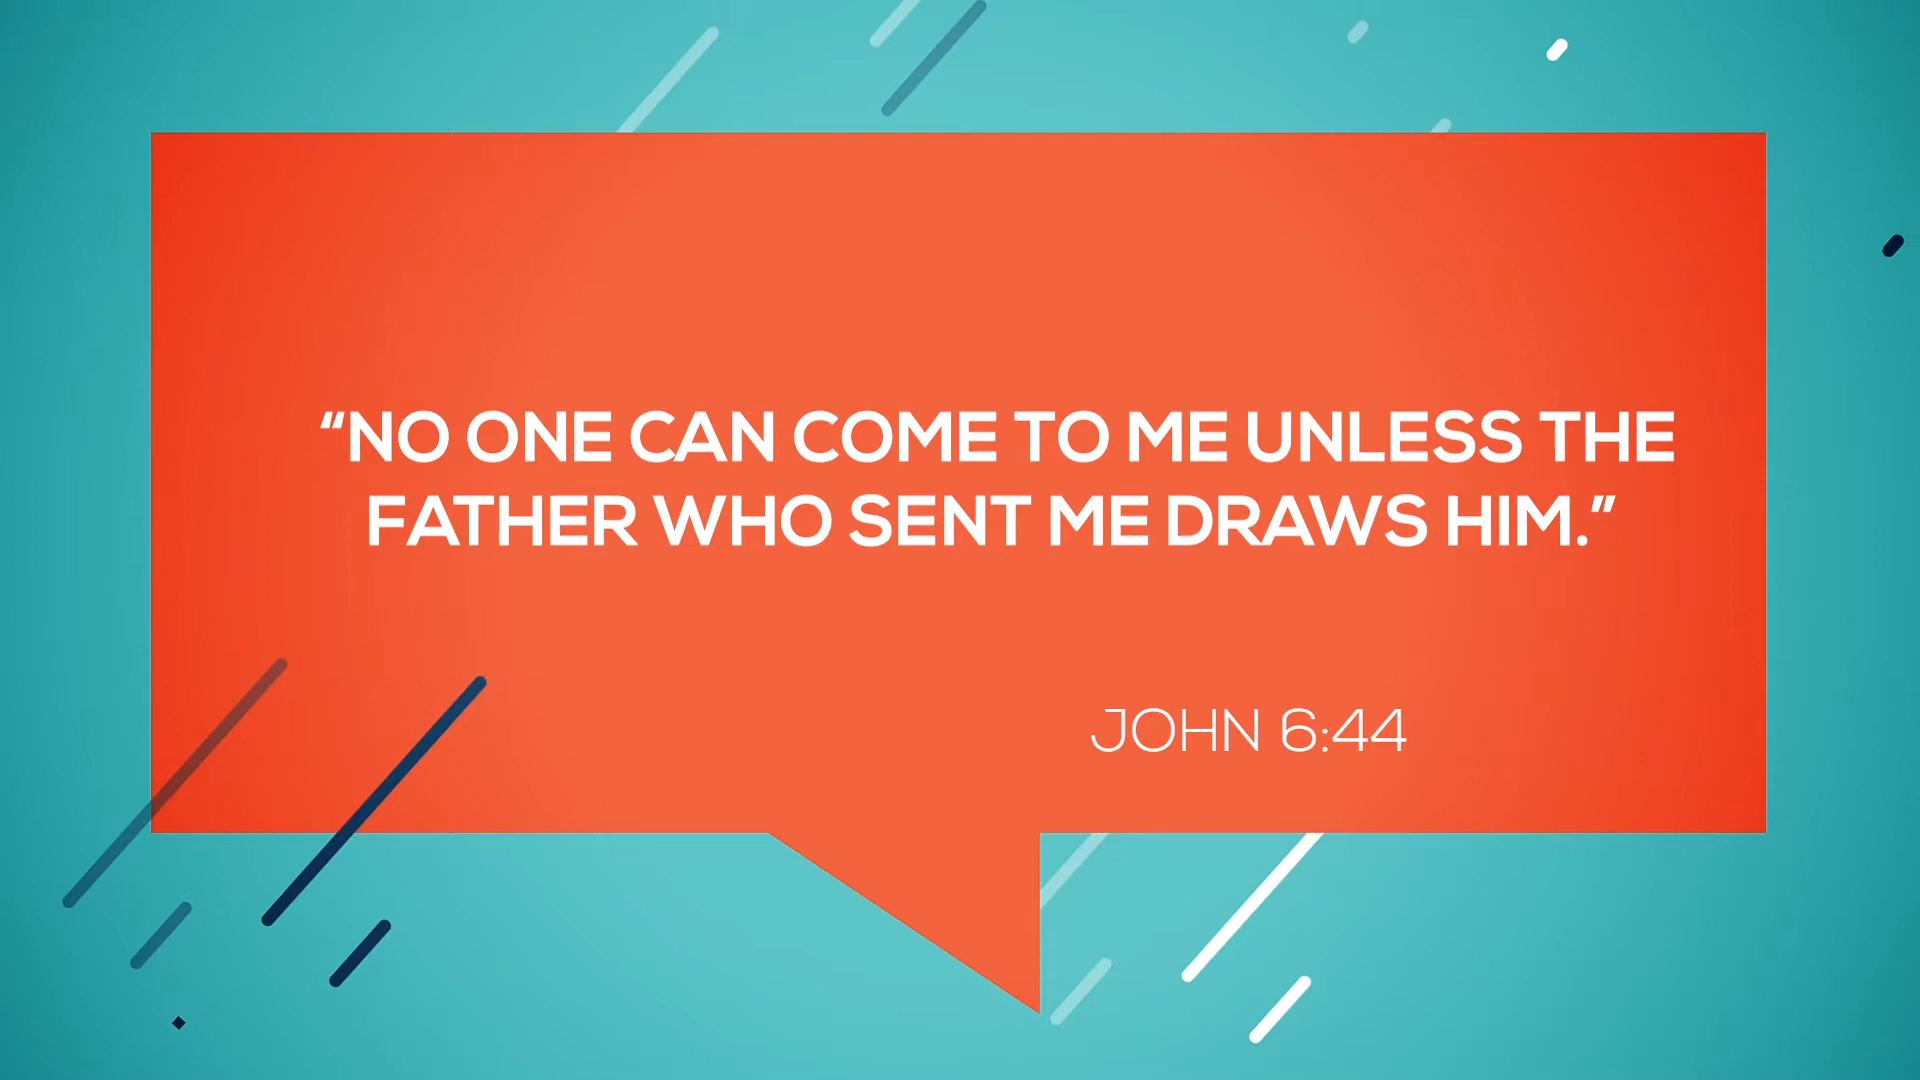 “NO ONE CAN COME TO ME UNLESS THE
FATHER WHO SENT ME DRAWS HIM.”
JOHN 6:44